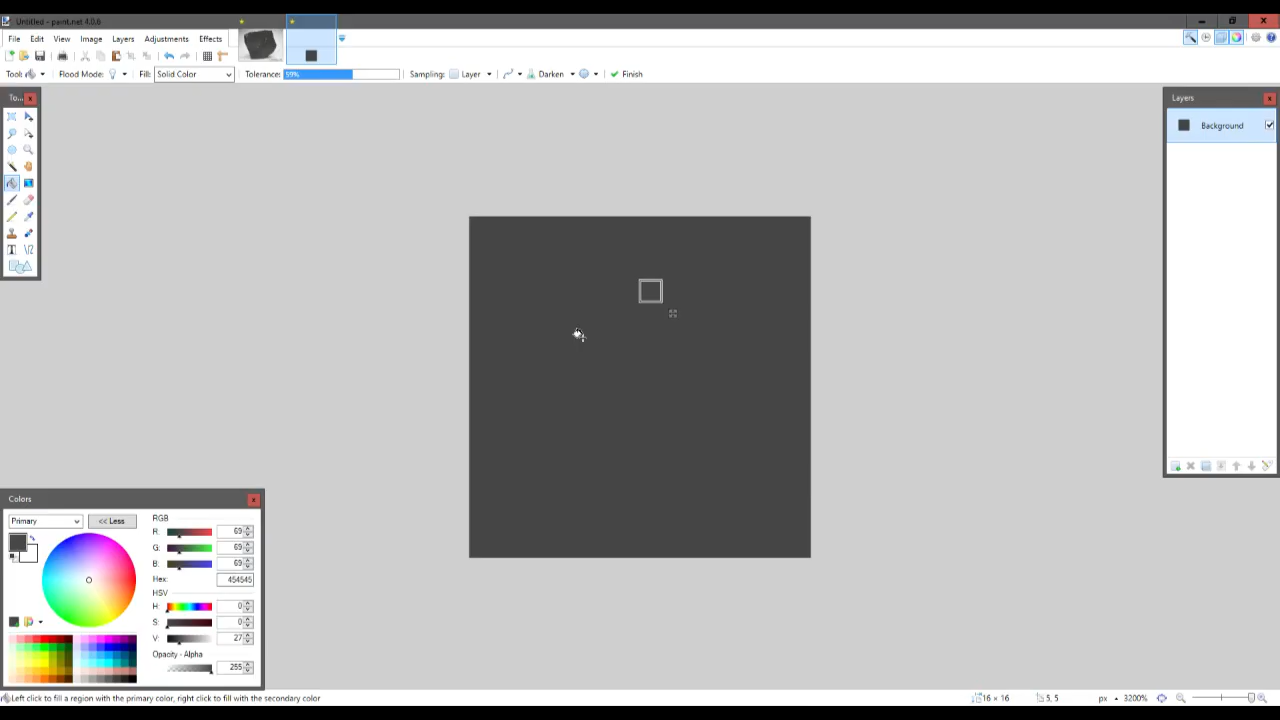 Untitled - paint.net 4.0.6
File Edit View Image Layers Adjustments Effects
Tool: Flood Mode: Fill: Solid Color Tolerance: 59% Sampling: Layer Darken Finish
To...
Layers
Background
Colors
Primary << Less
RGB
R: 69
G: 69
B: 69
Hex: 454545
HSV
H: 0
S: 0
V: 27
Opacity - Alpha
255
Left click to fill a region with the primary color, right click to fill with the secondary color 16 × 16 5, 5 px 3200%